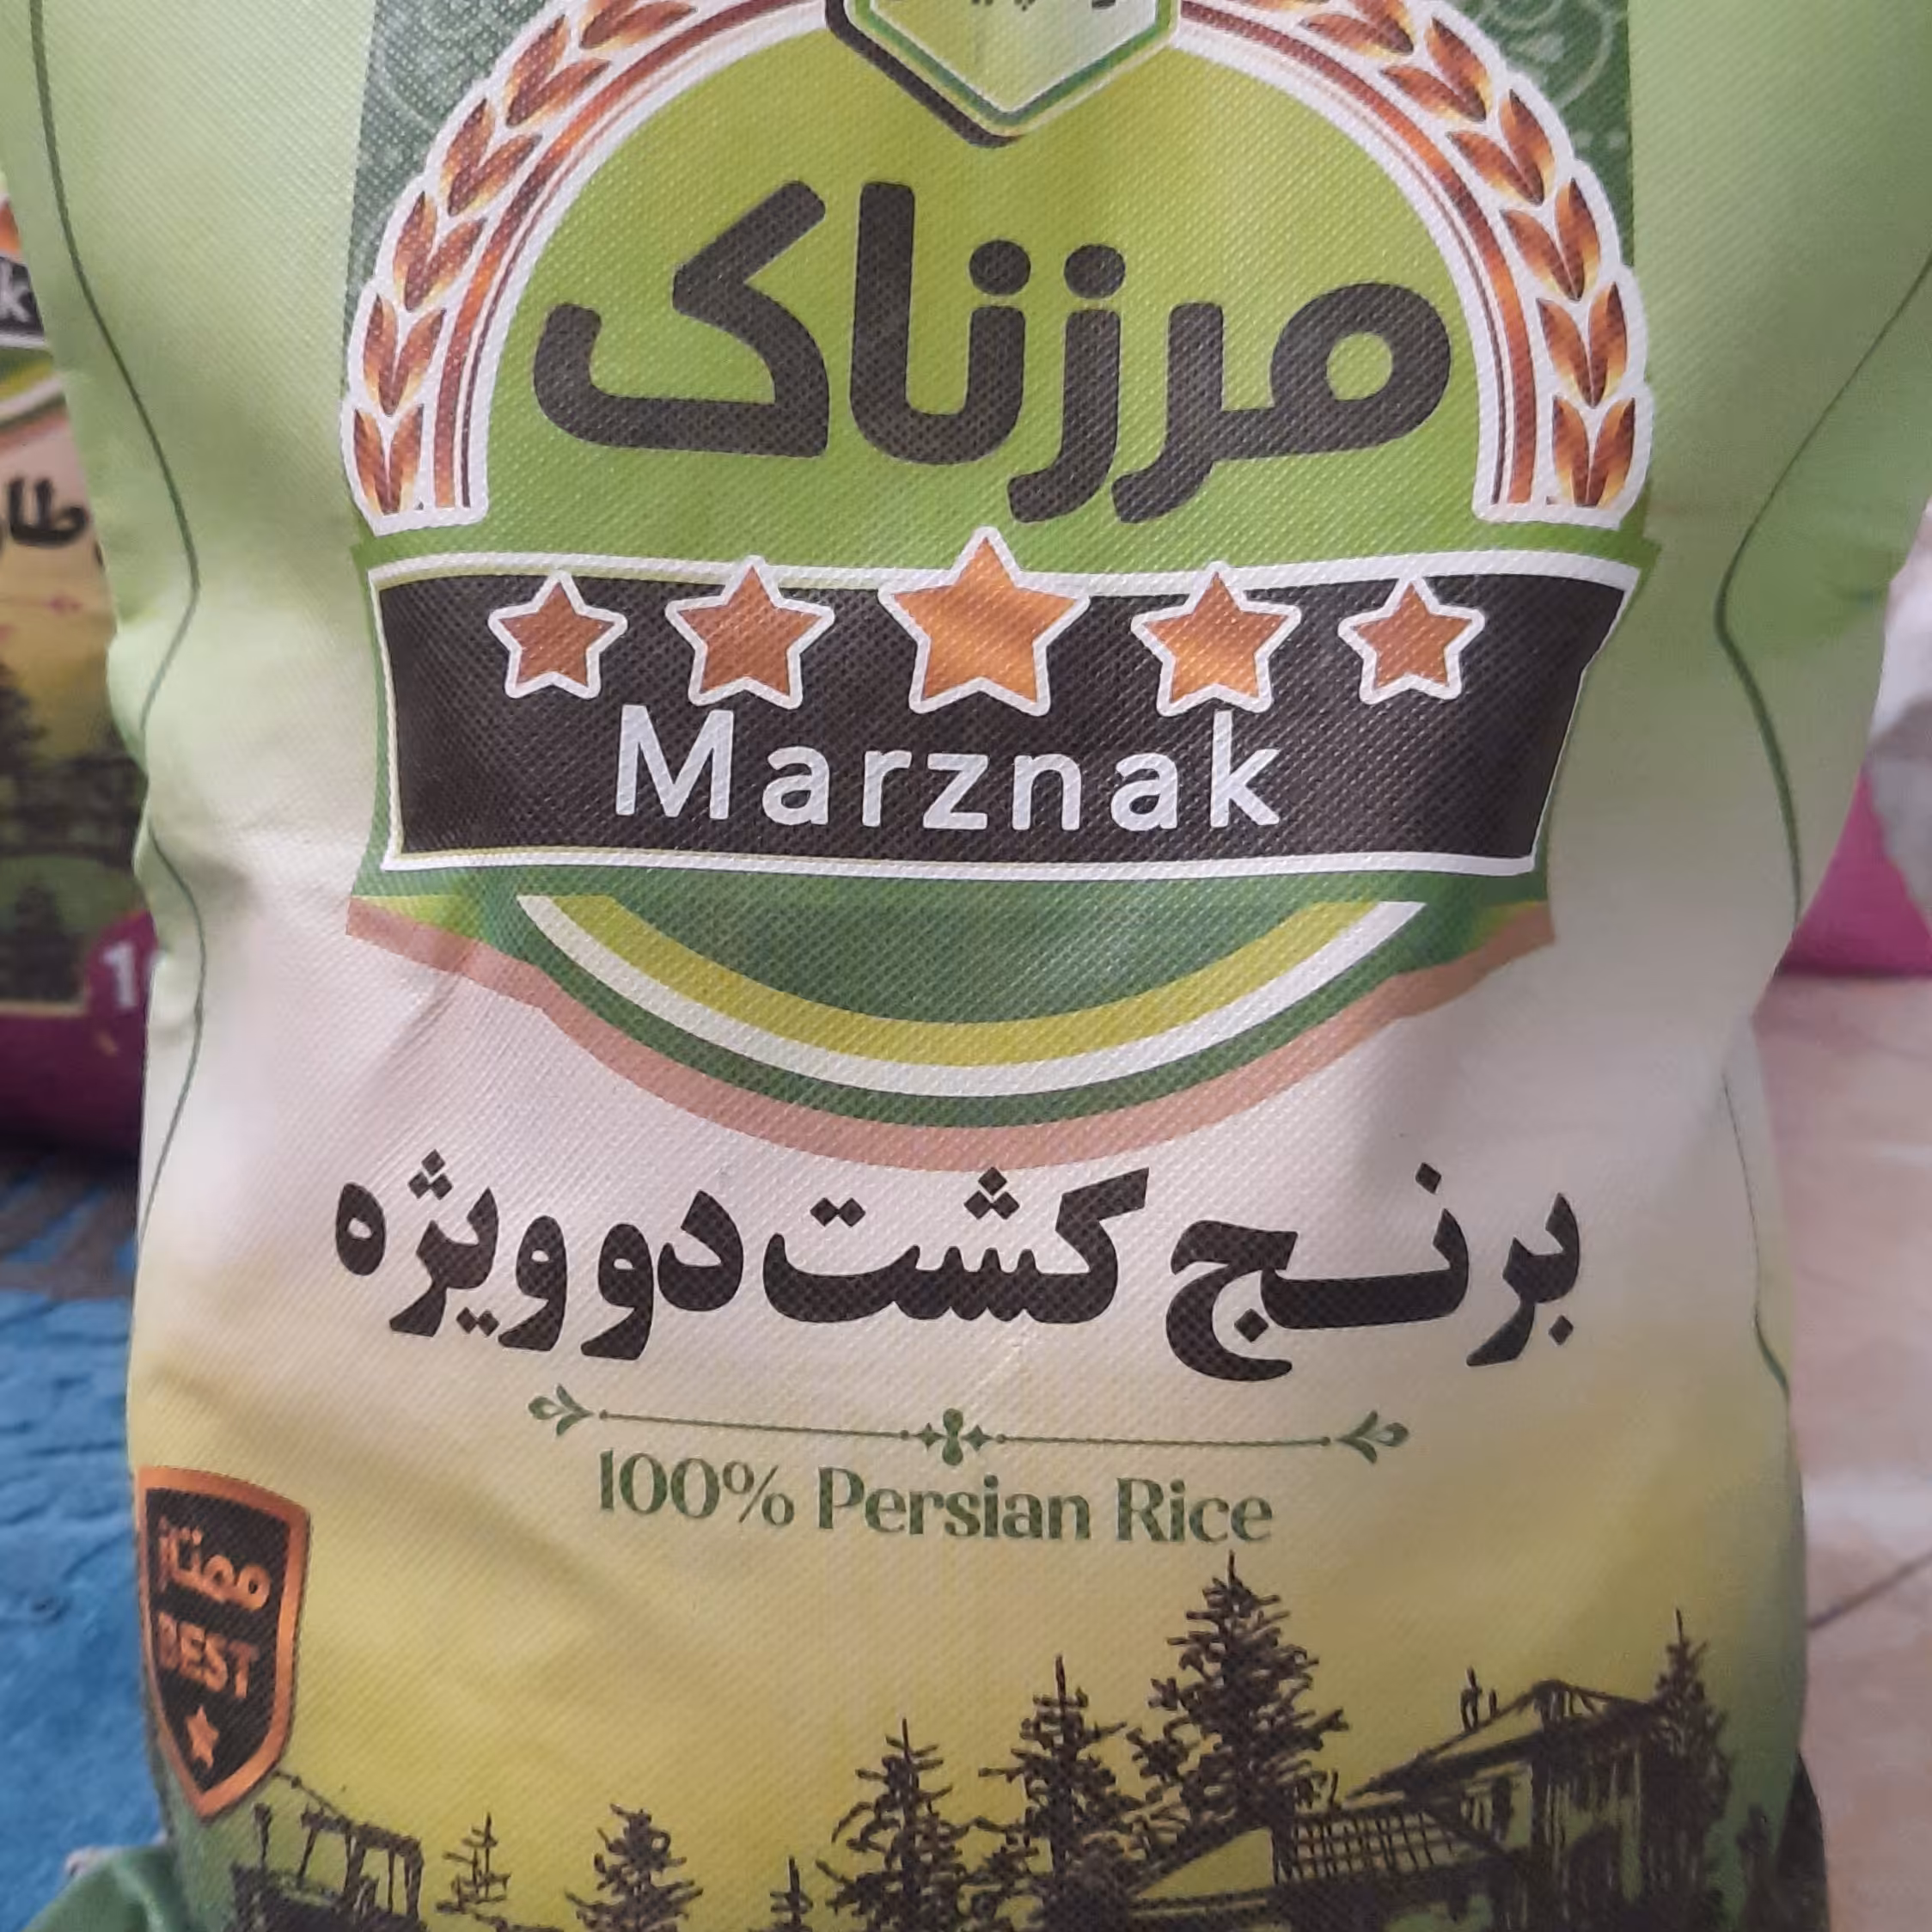 مرزناک
Marznak
برنج کشت دو ویژه
100% Persian Rice
ممتاز
BEST